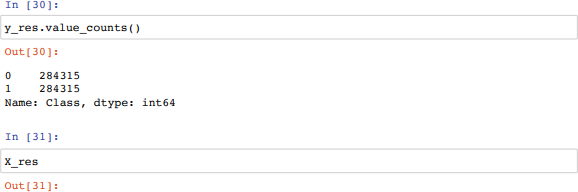 In [30]:
y_res.value_counts()
Out[30]:
0    284315
1    284315
Name: Class, dtype: int64
In [31]:
X_res
Out[31]: